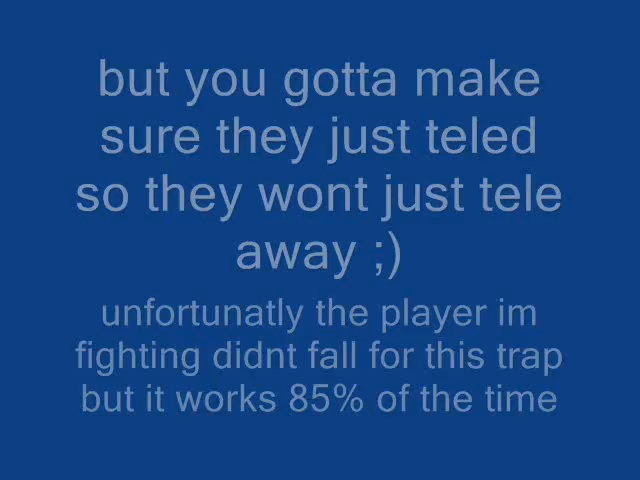 but you gotta make
sure they just teled
so they wont just tele
away ;)
unfortunatly the player im
fighting didnt fall for this trap
but it works 85% of the time